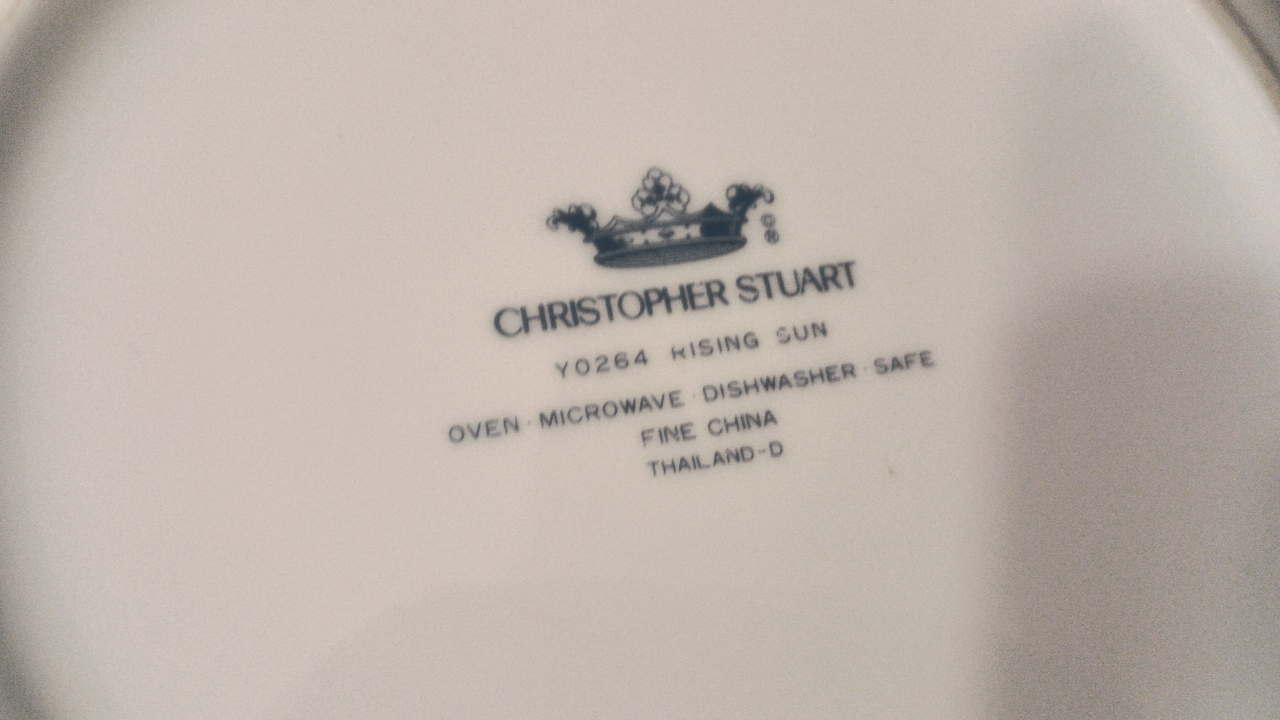 ©
®
CHRISTOPHER STUART
Y0264 RISING SUN
OVEN · MICROWAVE · DISHWASHER · SAFE
FINE CHINA
THAILAND-D